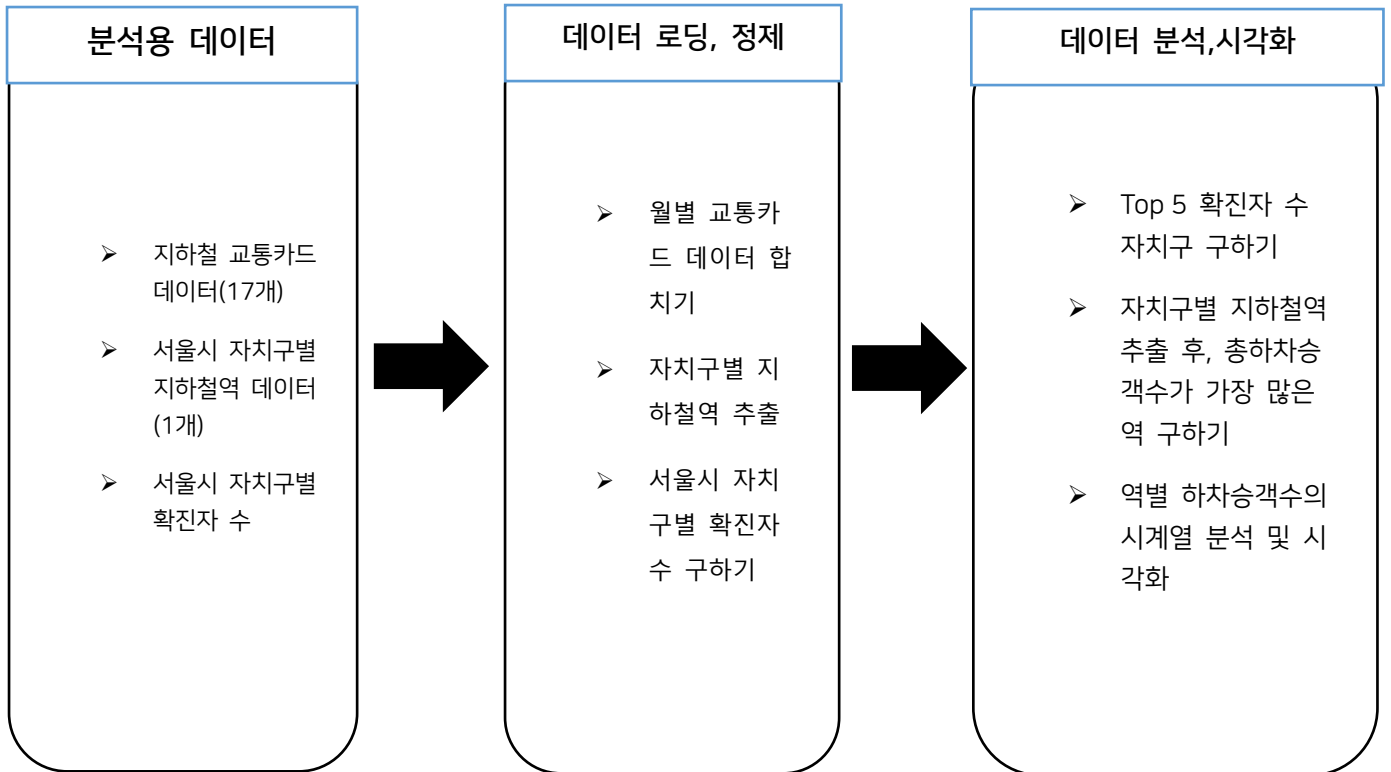 분석용 데이터
➢ 지하철 교통카드
데이터(17개)
➢ 서울시 자치구별
지하철역 데이터
(1개)
➢ 서울시 자치구별
확진자 수
데이터 로딩, 정제
➢ 월별 교통카
드 데이터 합
치기
➢ 자치구별 지
하철역 추출
➢ 서울시 자치
구별 확진자
수 구하기
데이터 분석,시각화
➢ Top 5 확진자 수
자치구 구하기
➢ 자치구별 지하철역
추출 후, 총하차승
객수가 가장 많은
역 구하기
➢ 역별 하차승객수의
시계열 분석 및 시
각화